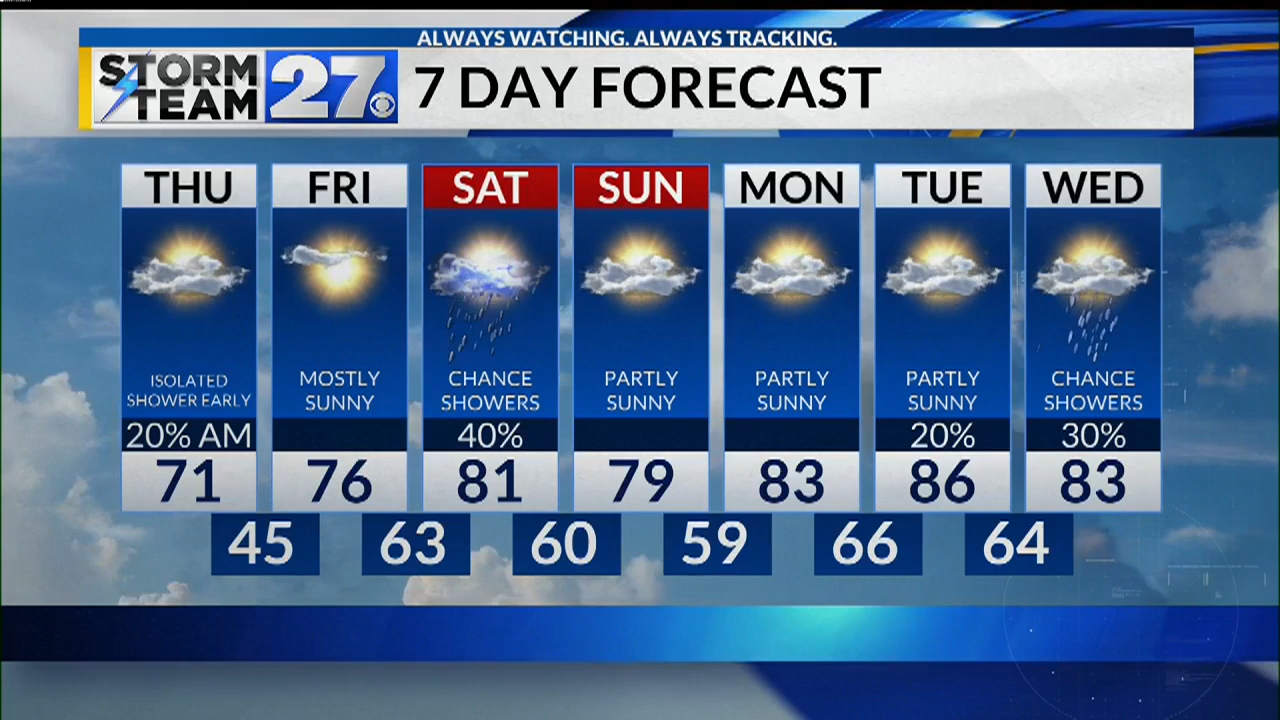 ALWAYS WATCHING. ALWAYS TRACKING.
STORM
TEAM
27
7 DAY FORECAST
THU FRI SAT SUN MON TUE WED
ISOLATED SHOWER EARLY
MOSTLY SUNNY
CHANCE SHOWERS
PARTLY SUNNY
PARTLY SUNNY
PARTLY SUNNY
CHANCE SHOWERS
20% AM 40% 20% 30%
71 76 81 79 83 86 83
45 63 60 59 66 64